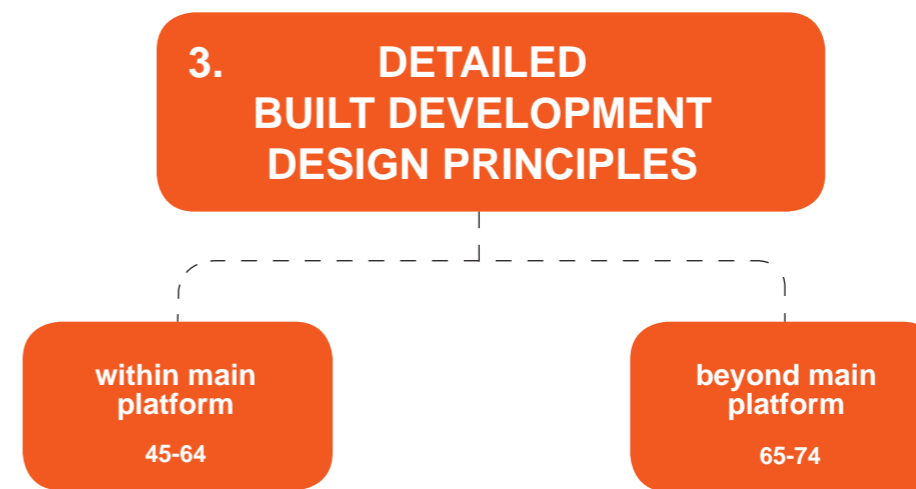 3. DETAILED
BUILT DEVELOPMENT
DESIGN PRINCIPLES
within main
platform
45-64
beyond main
platform
65-74